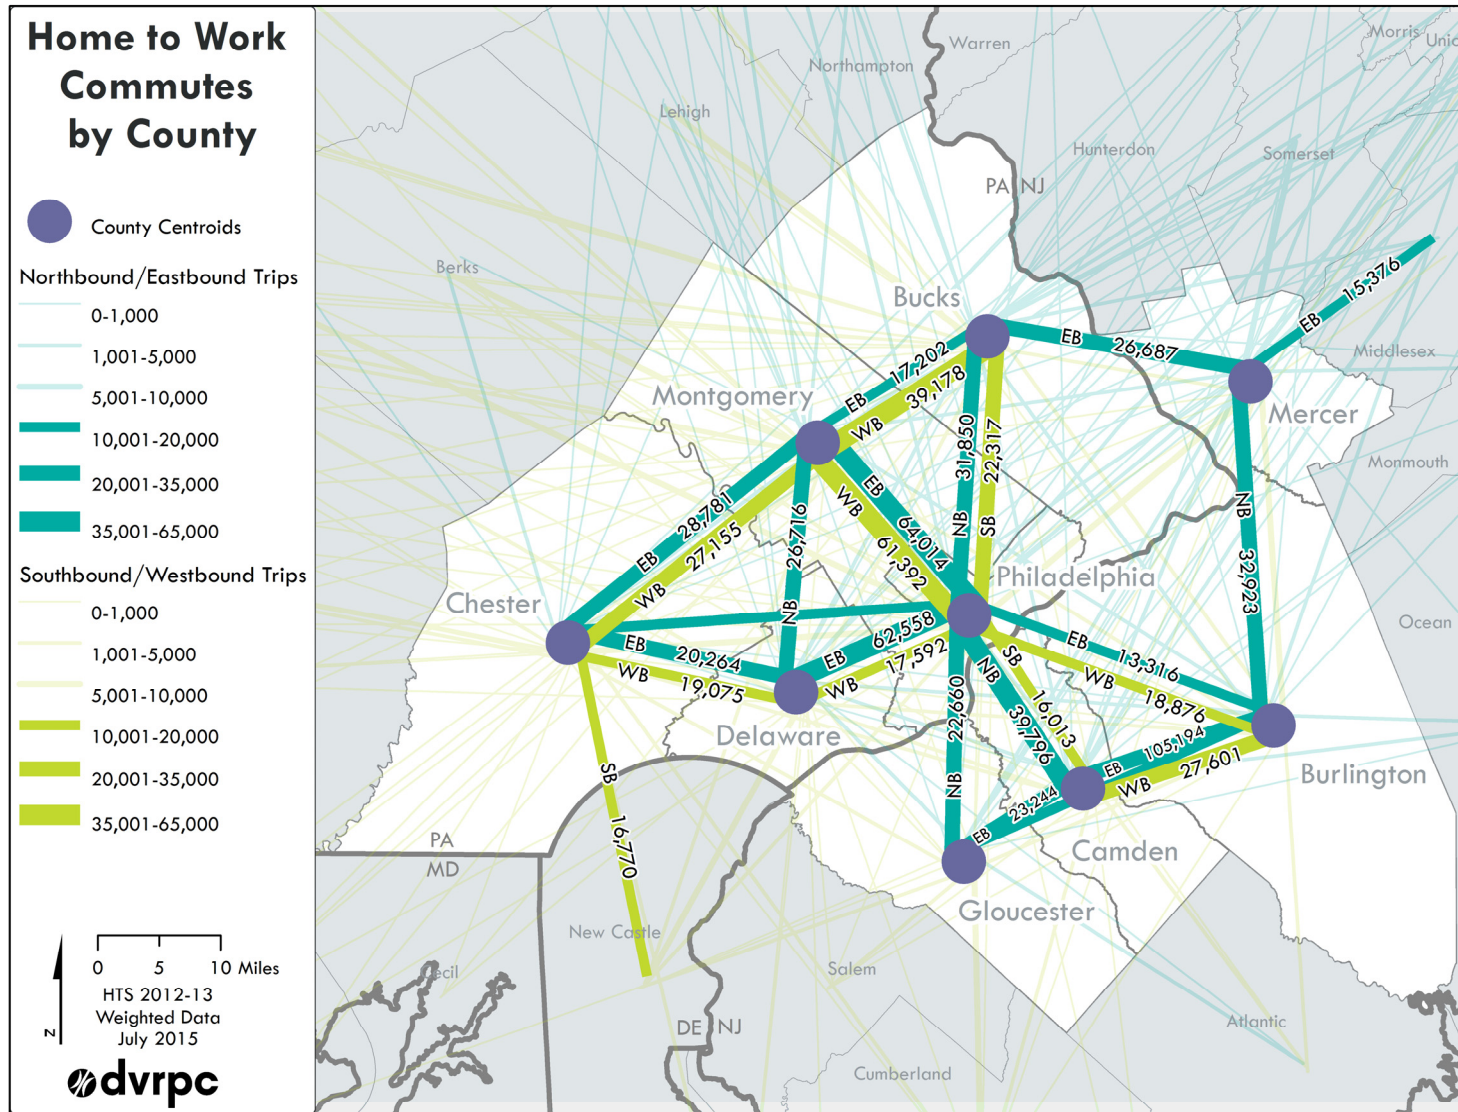 Home to Work
Commutes
by County
County Centroids
Northbound/Eastbound Trips
0-1,000
1,001-5,000
5,001-10,000
10,001-20,000
20,001-35,000
35,001-65,000
Southbound/Westbound Trips
0-1,000
1,001-5,000
5,001-10,000
10,001-20,000
20,001-35,000
35,001-65,000
0 5 10 Miles
HTS 2012-13
Weighted Data
July 2015
N
dvrpc
Warren
Morris
Northampton
Lehigh
Hunterdon
Somerset
PA NJ
Berks
Bucks
EB 15,376
EB 26,687
Middlesex
EB 17,202
WB 39,178
Montgomery
Mercer
NB 31,850
SB 22,317
Monmouth
EB 28,781
WB 27,155
NB 26,716
EB 64,014
WB 61,392
NB 32,923
Philadelphia
Chester
Ocean
EB 20,264
WB 19,075
EB 62,558
WB 17,592
EB 13,316
WB 18,876
Delaware
NB 22,660
NB 39,796
SB 16,013
EB 105,194
WB 27,601
Burlington
SB 16,770
EB 23,244
Camden
PA
MD
Gloucester
New Castle
Cecil
Salem
DE NJ
Atlantic
Cumberland